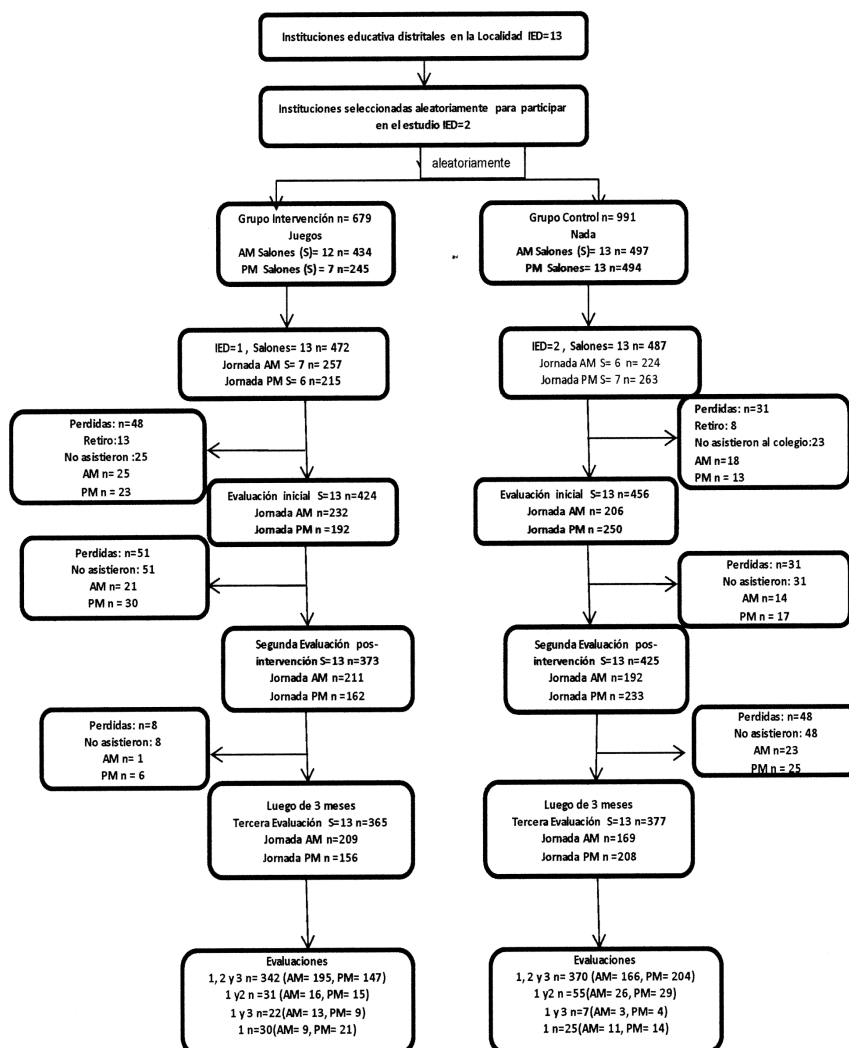 Instituciones educativa distritales en la Localidad IED=13
Instituciones seleccionadas aleatoriamente para participar
en el estudio IED=2
aleatoriamente
Grupo Intervención n= 679
Juegos
AM Salones (S)= 12 n= 434
PM Salones (S) = 7 n=245
Grupo Control n= 991
Nada
AM Salones (S)= 13 n=497
PM Salones= 13 n=494
IED=1 , Salones= 13 n= 472
Jornada AM S= 7 n= 257
Jornada PM S= 6 n=215
IED=2 , Salones= 13 n= 487
Jornada AM S= 6 n= 224
Jornada PM S= 7 n= 263
Perdidas: n=48
Retiro:13
No asistieron :25
AM n= 25
PM n = 23
Perdidas: n=31
Retiro: 8
No asistieron al colegio:23
AM n=18
PM n = 13
Evaluación inicial S=13 n=424
Jornada AM n=232
Jornada PM n =192
Evaluación inicial S=13 n=456
Jornada AM n= 206
Jornada PM n= 250
Perdidas: n=51
No asistieron: 51
AM n= 21
PM n = 30
Perdidas: n=31
No asistieron: 31
AM n=14
PM n = 17
Segunda Evaluación pos-
intervención S=13 n=373
Jornada AM n=211
Jornada PM n =162
Segunda Evaluación pos-
intervención S=13 n=425
Jornada AM n=192
Jornada PM n =233
Perdidas: n=8
No asistieron: 8
AM n= 1
PM n = 6
Perdidas: n=48
No asistieron: 48
AM n=23
PM n = 25
Luego de 3 meses
Tercera Evaluación S=13 n=365
Jornada AM n=209
Jornada PM n =156
Luego de 3 meses
Tercera Evaluación S=13 n=377
Jornada AM n=169
Jornada PM n =208
Evaluaciones
1, 2 y 3 n= 342 (AM= 195, PM= 147)
1 y2 n =31 (AM= 16, PM= 15)
1 y 3 n=22(AM= 13, PM= 9)
1 n=30(AM= 9, PM= 21)
Evaluaciones
1, 2 y 3 n= 370 (AM= 166, PM= 204)
1 y2 n =55(AM= 26, PM= 29)
1 y 3 n=7(AM= 3, PM= 4)
1 n=25(AM= 11, PM= 14)